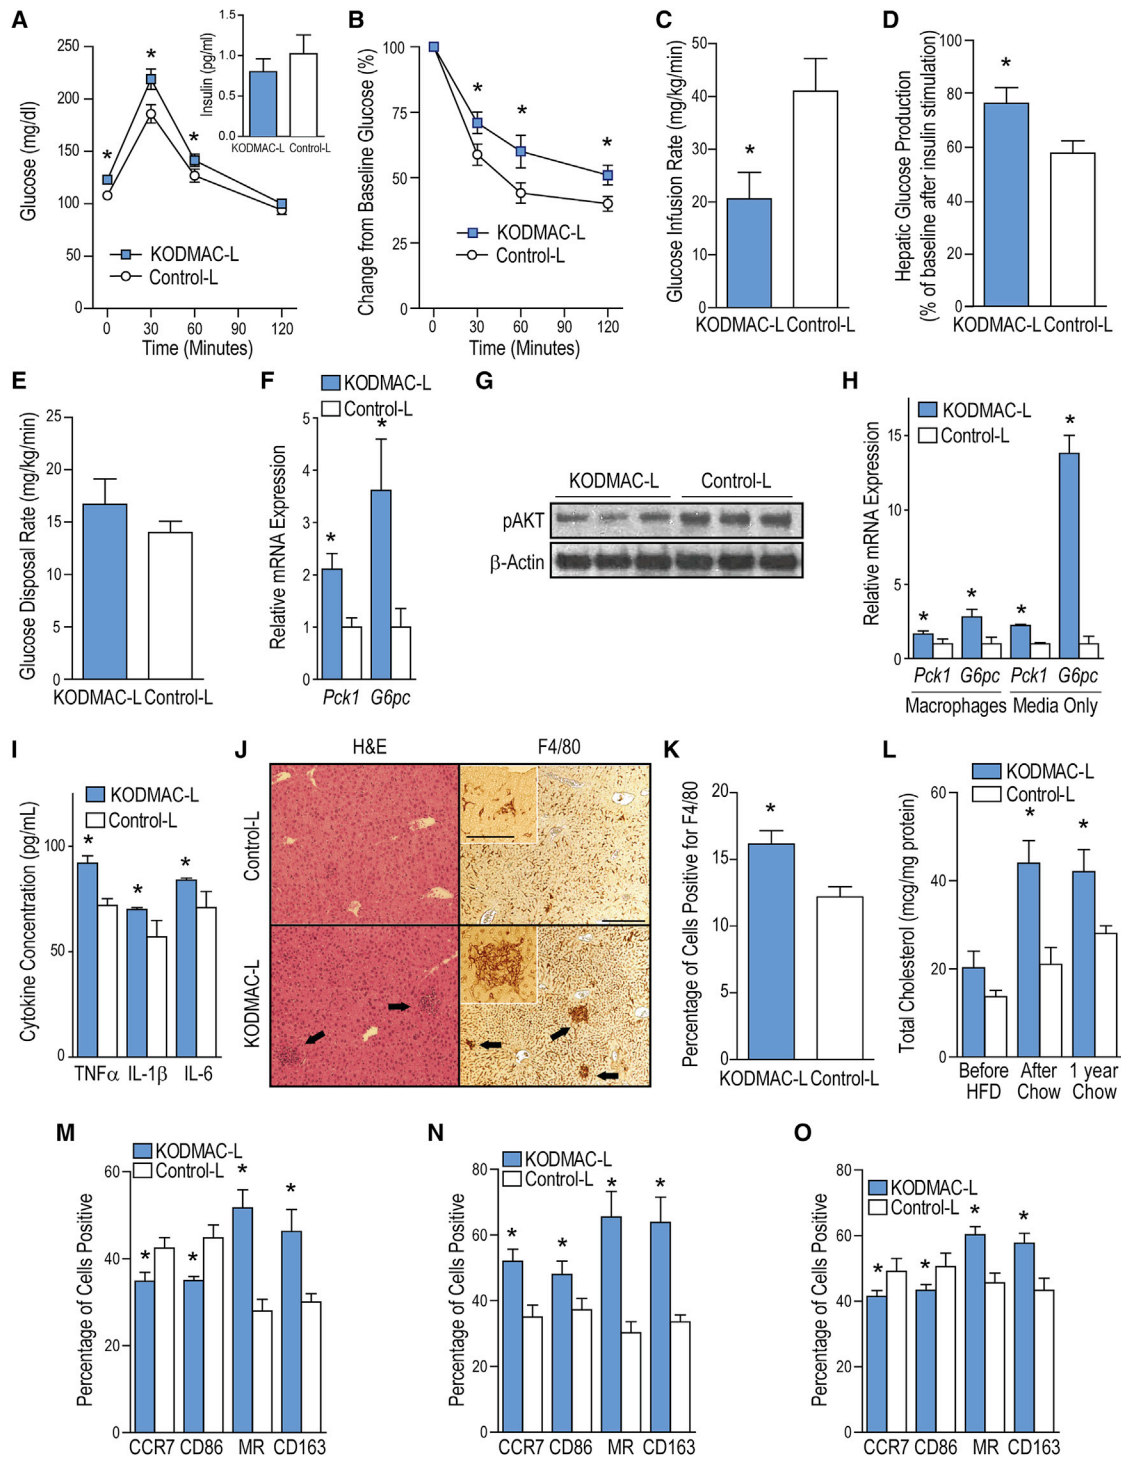 A
250
200
150
100
50
0
Glucose (mg/dl)
* * *
KODMAC-L
Control-L
0 30 60 90 120
Time (Minutes)
1.5
1.0
0.5
0.0
Insulin (pg/ml)
KODMAC-L Control-L
B
100
75
50
25
0
Change from Baseline Glucose (%)
* * *
KODMAC-L
Control-L
0 30 60 90 120
Time (Minutes)
C
50
40
30
20
10
0
Glucose Infusion Rate (mg/kg/min)
*
KODMAC-L Control-L
D
100
80
60
40
20
0
Hepatic Glucose Production
(% of baseline after insulin stimulation)
*
KODMAC-L Control-L
E
25
20
15
10
5
0
Glucose Disposal Rate (mg/kg/min)
KODMAC-L Control-L
F
KODMAC-L
Control-L
5
4
3
2
1
0
Relative mRNA Expression
* *
Pck1 G6pc
G
KODMAC-L Control-L
pAKT
β-Actin
H
KODMAC-L
Control-L
15
10
5
0
Relative mRNA Expression
* * * *
Pck1 G6pc Pck1 G6pc
Macrophages Media Only
I
KODMAC-L
Control-L
100
50
0
Cytokine Concentration (pg/mL)
* * *
TNFα IL-1β IL-6
J
H&E F4/80
Control-L
KODMAC-L
K
20
15
10
5
0
Percentage of Cells Positive for F4/80
*
KODMAC-L Control-L
L
KODMAC-L
Control-L
60
40
20
0
Total Cholesterol (mcg/mg protein)
* *
Before After 1 year
HFD Chow Chow
M
KODMAC-L
Control-L
60
40
20
0
Percentage of Cells Positive
* * * *
CCR7 CD86 MR CD163
N
KODMAC-L
Control-L
80
60
40
20
0
Percentage of Cells Positive
* * * *
CCR7 CD86 MR CD163
O
KODMAC-L
Control-L
80
60
40
20
0
Percentage of Cells Positive
* * * *
CCR7 CD86 MR CD163